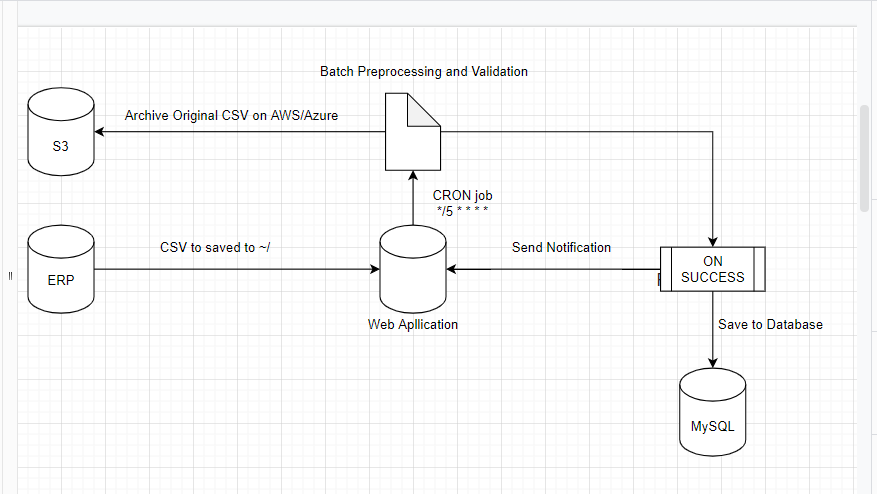 Batch Preprocessing and Validation
Archive Original CSV on AWS/Azure
S3
CRON job
*/5 * * * *
CSV to saved to ~/
Send Notification
ERP
ON
SUCCESS
Web Apllication
Save to Database
MySQL